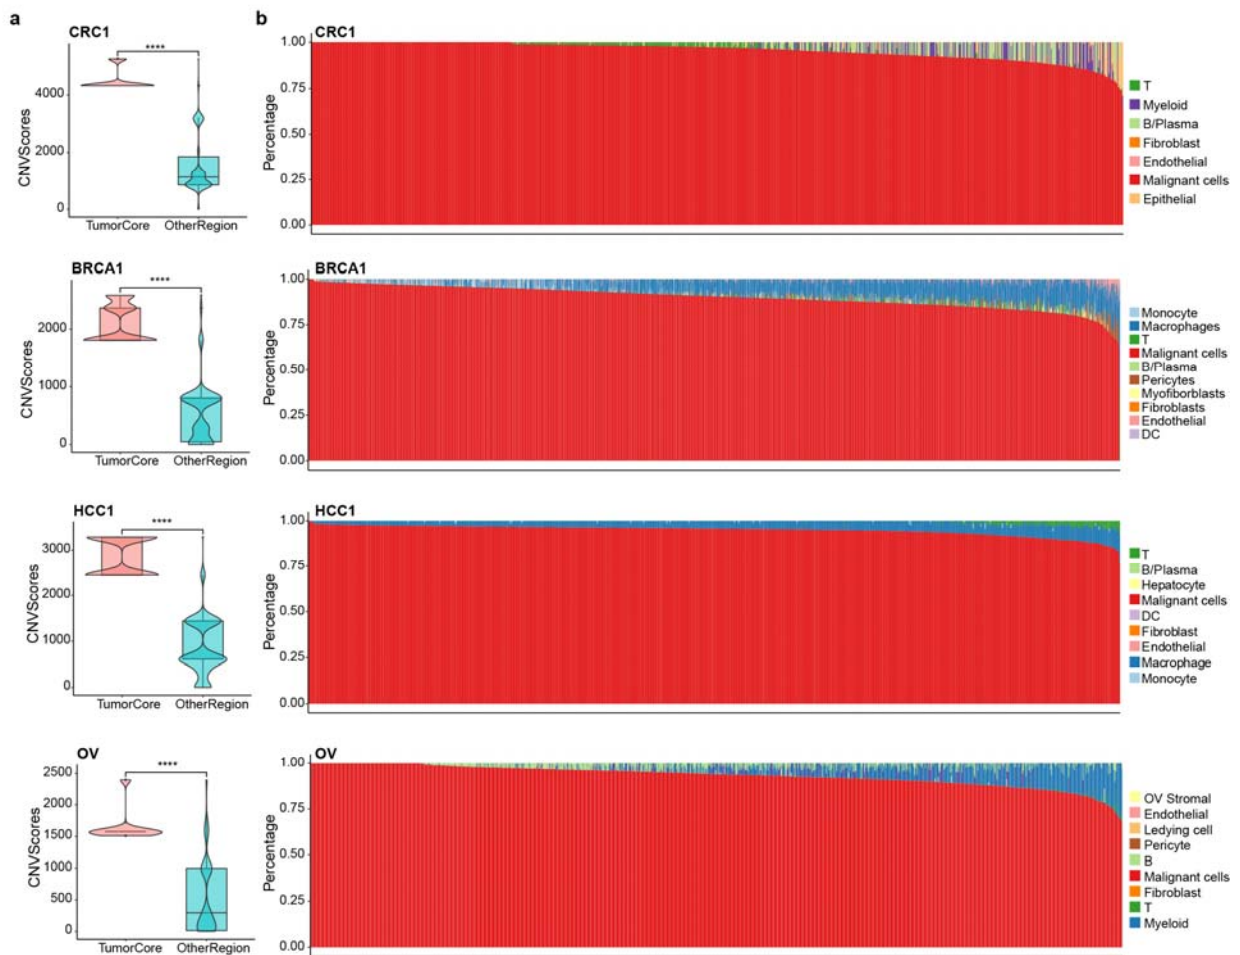 a
b
CRC1
****
CNVScores
4000
2000
0
TumorCore
OtherRegion
CRC1
Percentage
1.00
0.75
0.50
0.25
0.00
T
Myeloid
B/Plasma
Fibroblast
Endothelial
Malignant cells
Epithelial
BRCA1
****
CNVScores
2000
1000
0
TumorCore
OtherRegion
BRCA1
Percentage
1.00
0.75
0.50
0.25
0.00
Monocyte
Macrophages
T
Malignant cells
B/Plasma
Pericytes
Myofiborblasts
Fibroblasts
Endothelial
DC
HCC1
****
CNVScores
3000
2000
1000
0
TumorCore
OtherRegion
HCC1
Percentage
1.00
0.75
0.50
0.25
0.00
T
B/Plasma
Hepatocyte
Malignant cells
DC
Fibroblast
Endothelial
Macrophage
Monocyte
OV
****
CNVScores
2500
2000
1500
1000
500
0
TumorCore
OtherRegion
OV
Percentage
1.00
0.75
0.50
0.25
0.00
OV Stromal
Endothelial
Ledying cell
Pericyte
B
Malignant cells
Fibroblast
T
Myeloid